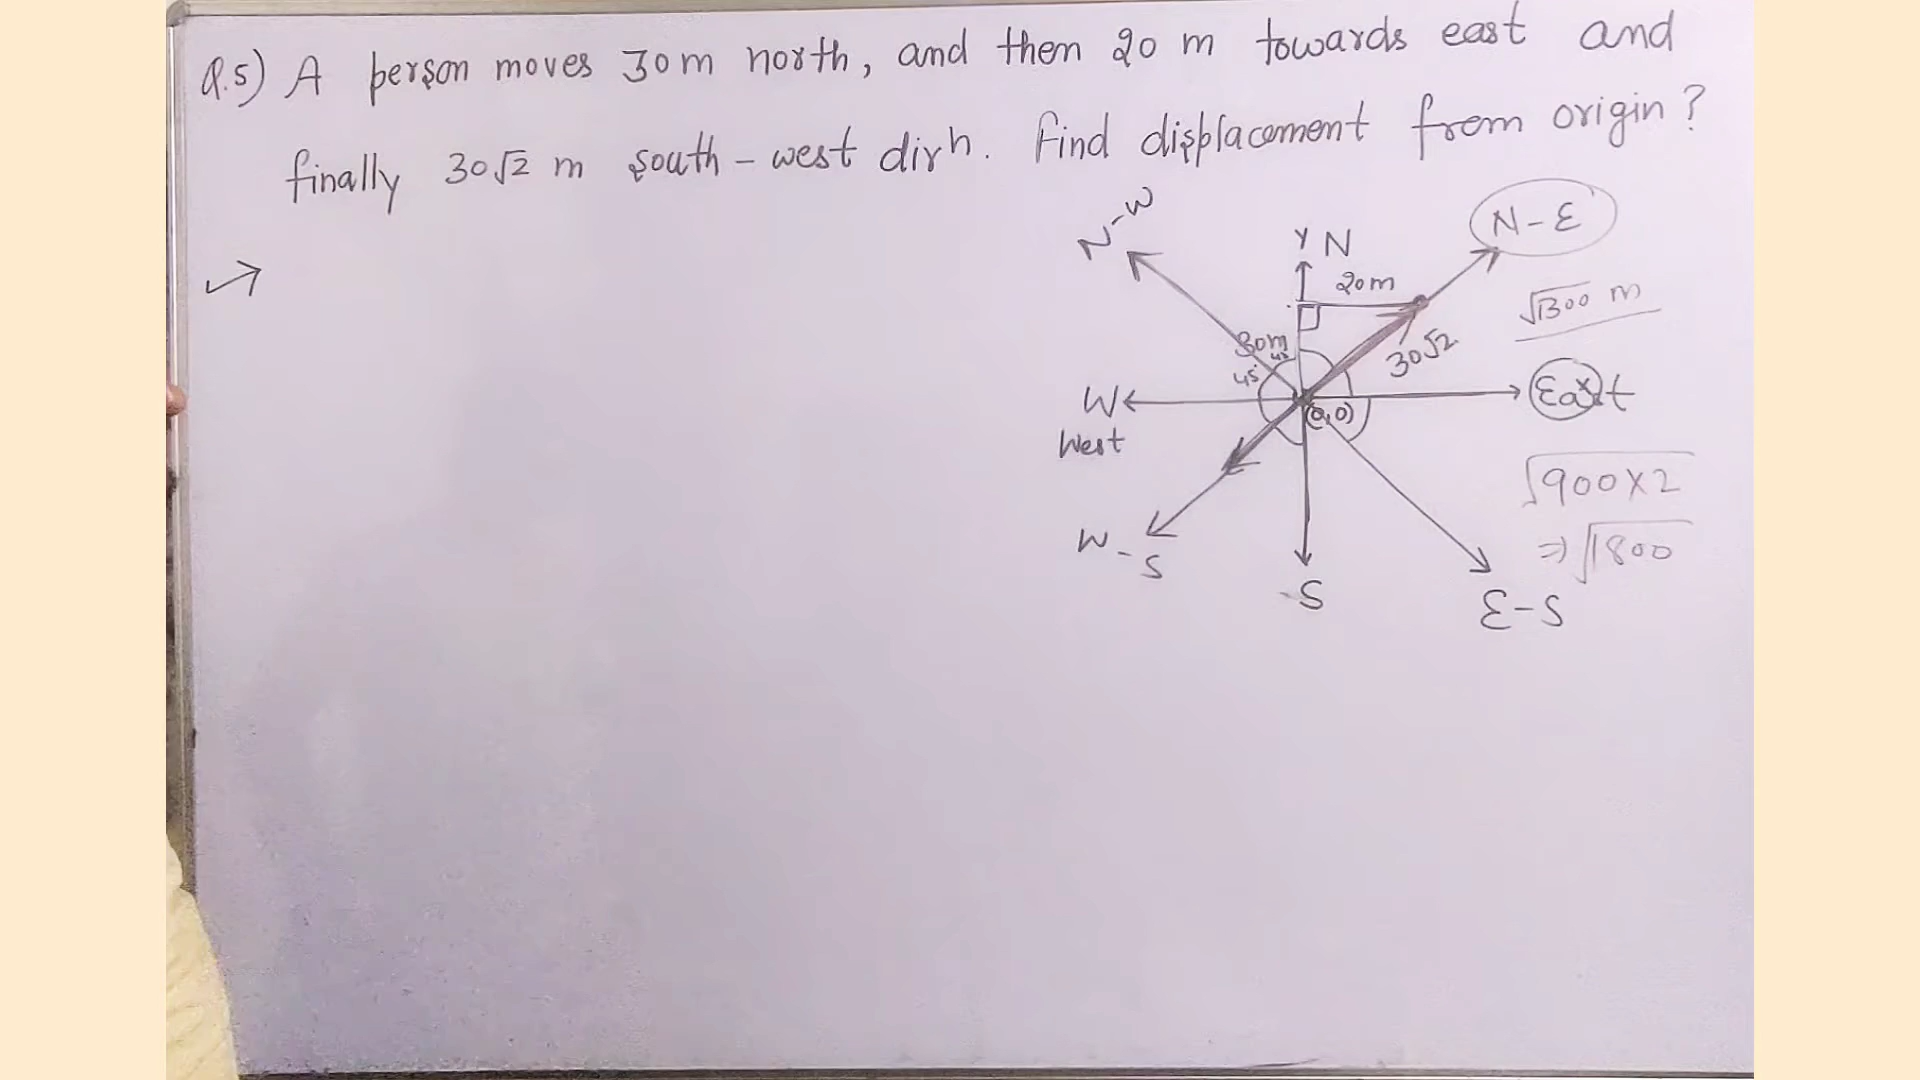 Q.5) A person moves 30 m north, and then 20 m towards east and
finally 30√2 m south-west dirn. Find displacement from origin?
N-W
Y N
N-E
20m
√1300 m
30m
45
45°
30√2
W
(0,0)
East
West
√900×2
⇒√1800
W-S
S
E-S